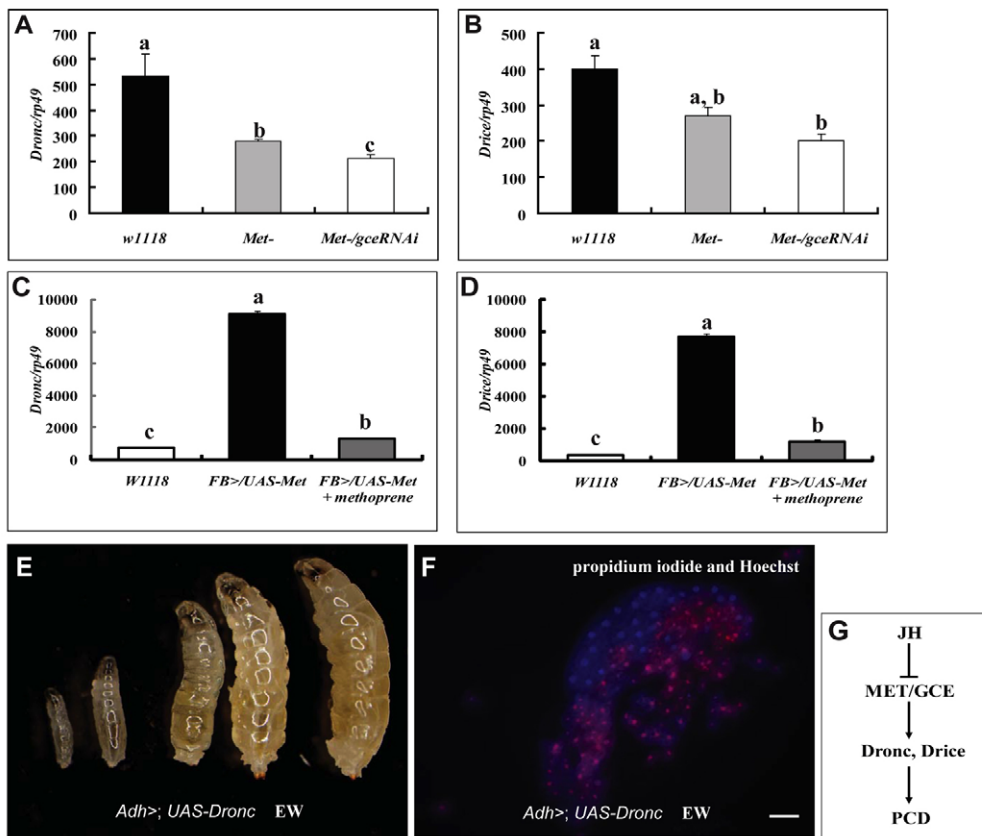 A
700
600
500
400
300
200
100
0
Dronc/rp49
a
b
c
w1118 Met- Met-/gceRNAi
B
500
400
300
200
100
0
Drice/rp49
a
a, b
b
w1118 Met- Met-/gceRNAi
C
10000
8000
6000
4000
2000
0
Dronc/rp49
c
a
b
W1118 FB>/UAS-Met FB>/UAS-Met
+ methoprene
D
10000
8000
6000
4000
2000
0
Drice/rp49
c
a
b
W1118 FB>/UAS-Met FB>/UAS-Met
+ methoprene
E
Adh>; UAS-Dronc EW
F
propidium iodide and Hoechst
Adh>; UAS-Dronc EW
G
JH
MET/GCE
Dronc, Drice
PCD